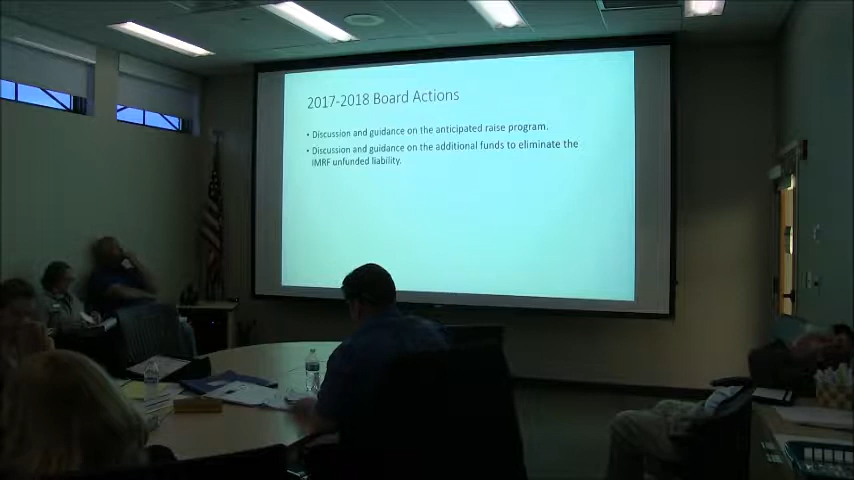 2017-2018 Board Actions
• Discussion and guidance on the anticipated raise program.
• Discussion and guidance on the additional funds to eliminate the
IMRF unfunded liability.